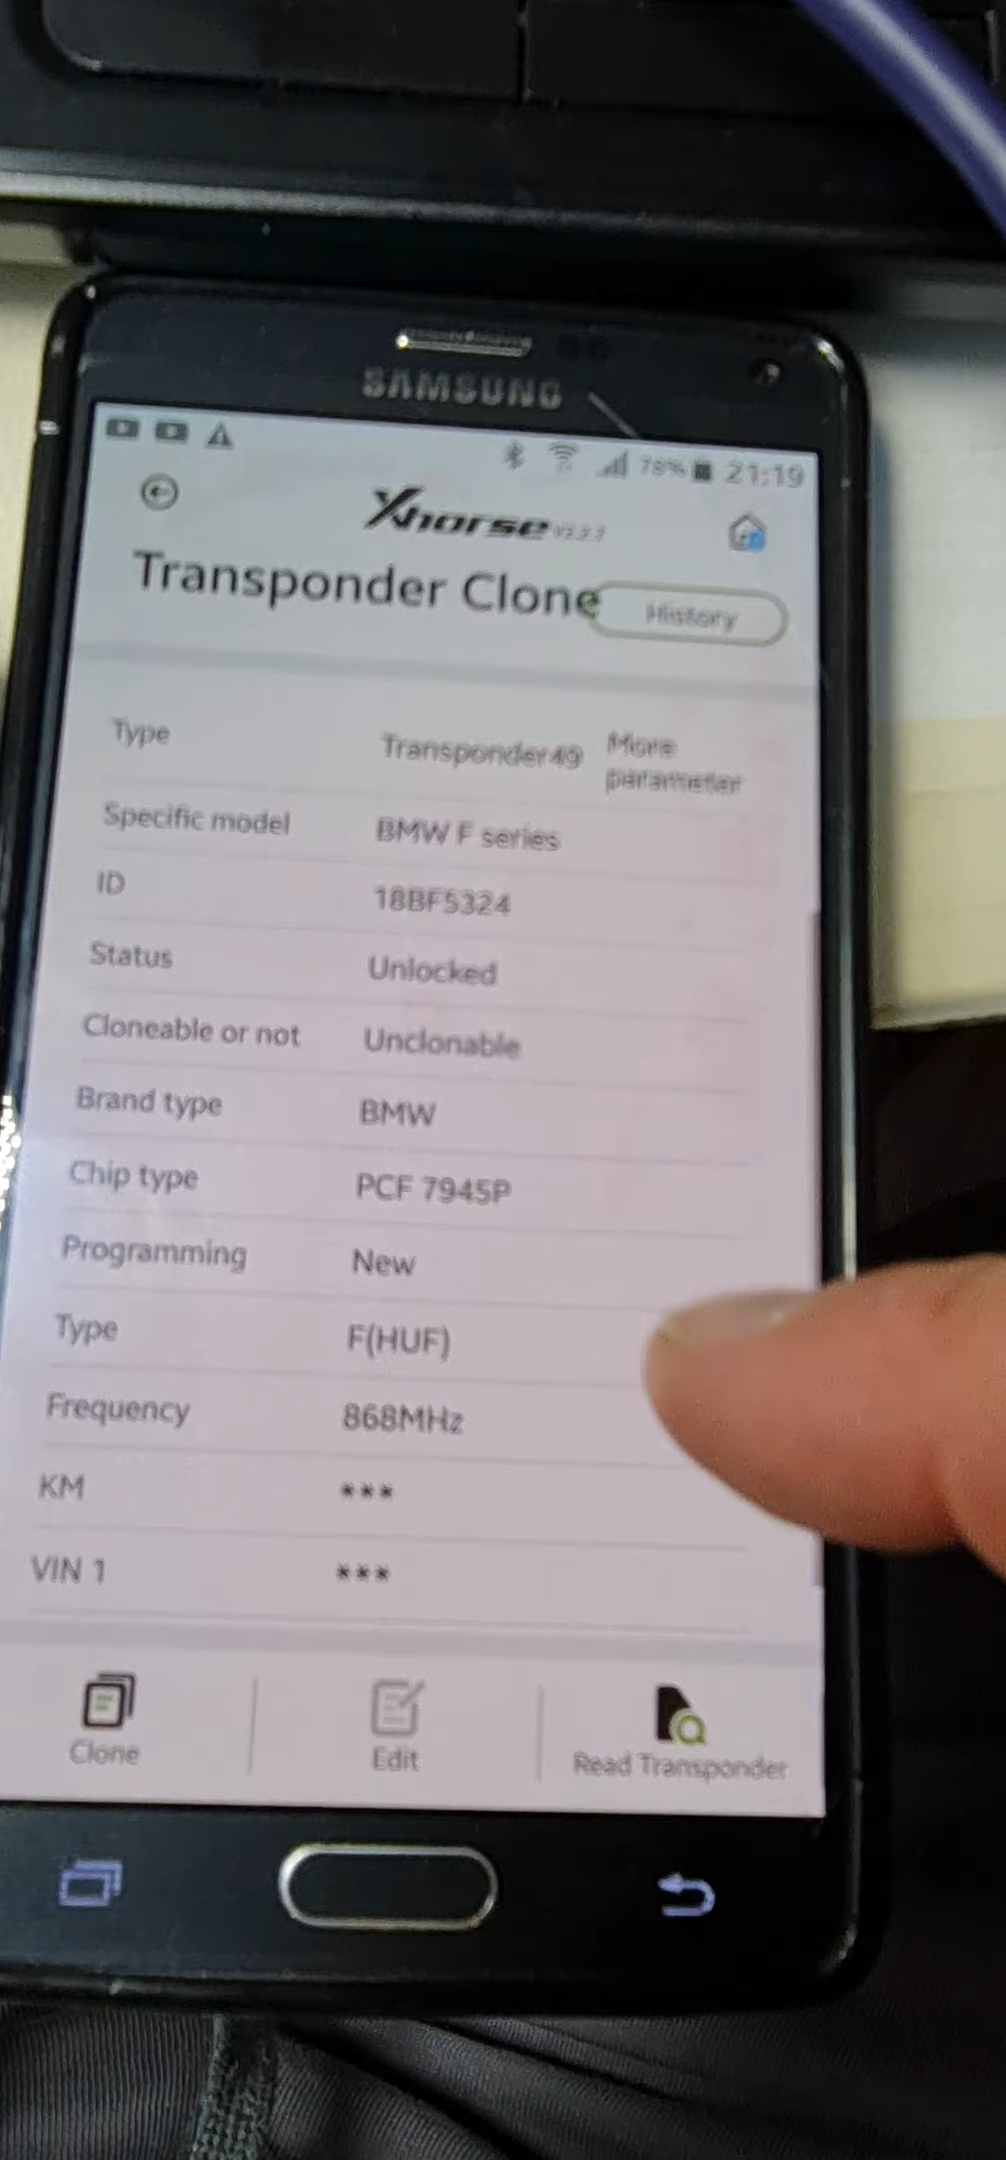 SAMSUNG
78% 21:19
Xhorse
Transpondər Clone History
Type Transponder49 More parameter
Specific model BMW F series
ID 18BF5324
Status Unlocked
Cloneable or not Unclonable
Brand type BMW
Chip type PCF 7945P
Programming New
Type F(HUF)
Frequency 868MHz
KM ***
VIN 1 ***
Clone Edit Read Transponder